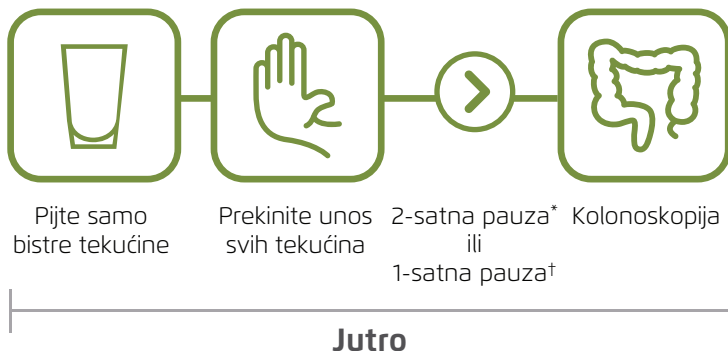 Pijte samo
bistre tekućine
Prekinite unos
svih tekućina
2-satna pauza*
ili
1-satna pauza†
Kolonoskopija
Jutro